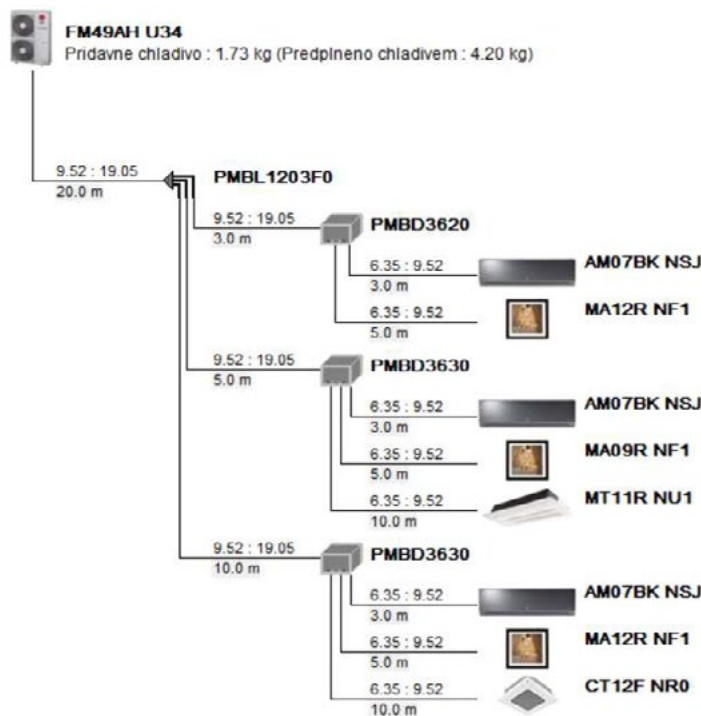 FM49AH U34
Pridavne chladivo : 1.73 kg (Predplneno chladivem : 4.20 kg)
9.52 : 19.05
20.0 m
PMBL1203F0
9.52 : 19.05
3.0 m
PMBD3620
6.35 : 9.52
3.0 m
AM07BK NSJ
6.35 : 9.52
5.0 m
MA12R NF1
9.52 : 19.05
5.0 m
PMBD3630
6.35 : 9.52
3.0 m
AM07BK NSJ
6.35 : 9.52
5.0 m
MA09R NF1
6.35 : 9.52
10.0 m
MT11R NU1
9.52 : 19.05
10.0 m
PMBD3630
6.35 : 9.52
3.0 m
AM07BK NSJ
6.35 : 9.52
5.0 m
MA12R NF1
6.35 : 9.52
10.0 m
CT12F NR0